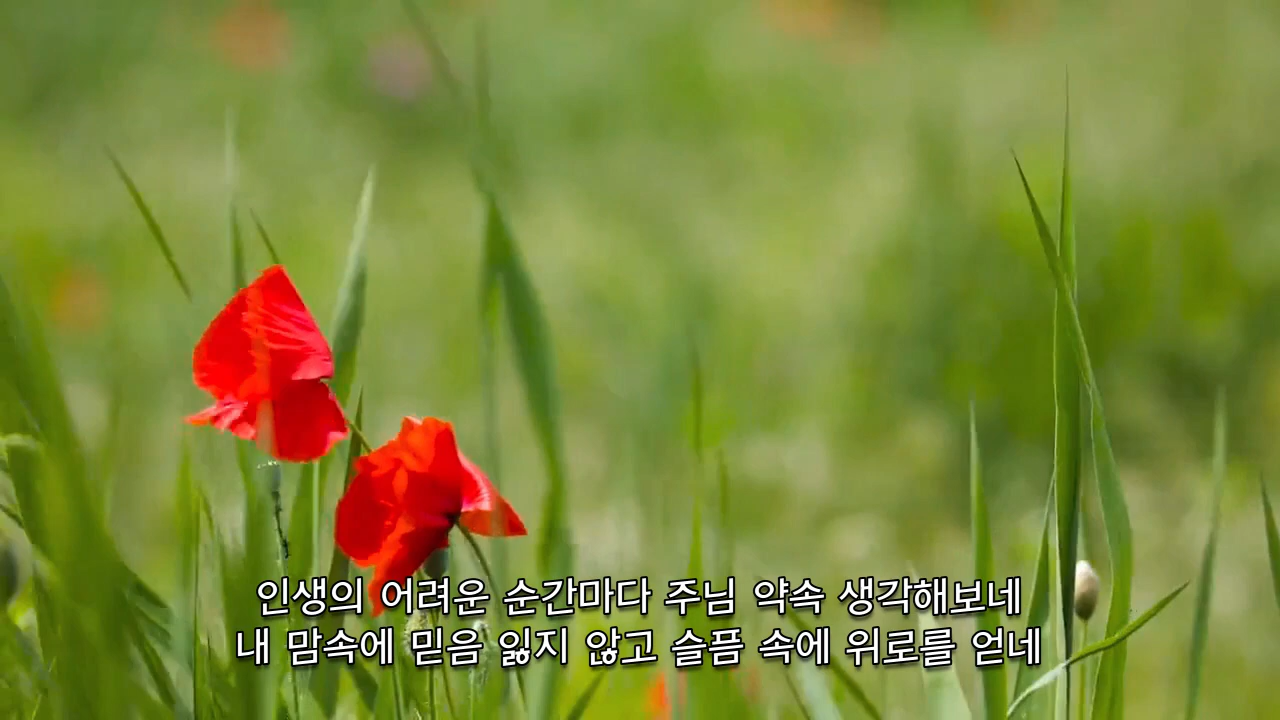 인생의 어려운 순간마다 주님 약속 생각해보네
내 맘속에 믿음 잃지 않고 슬픔 속에 위로를 얻네